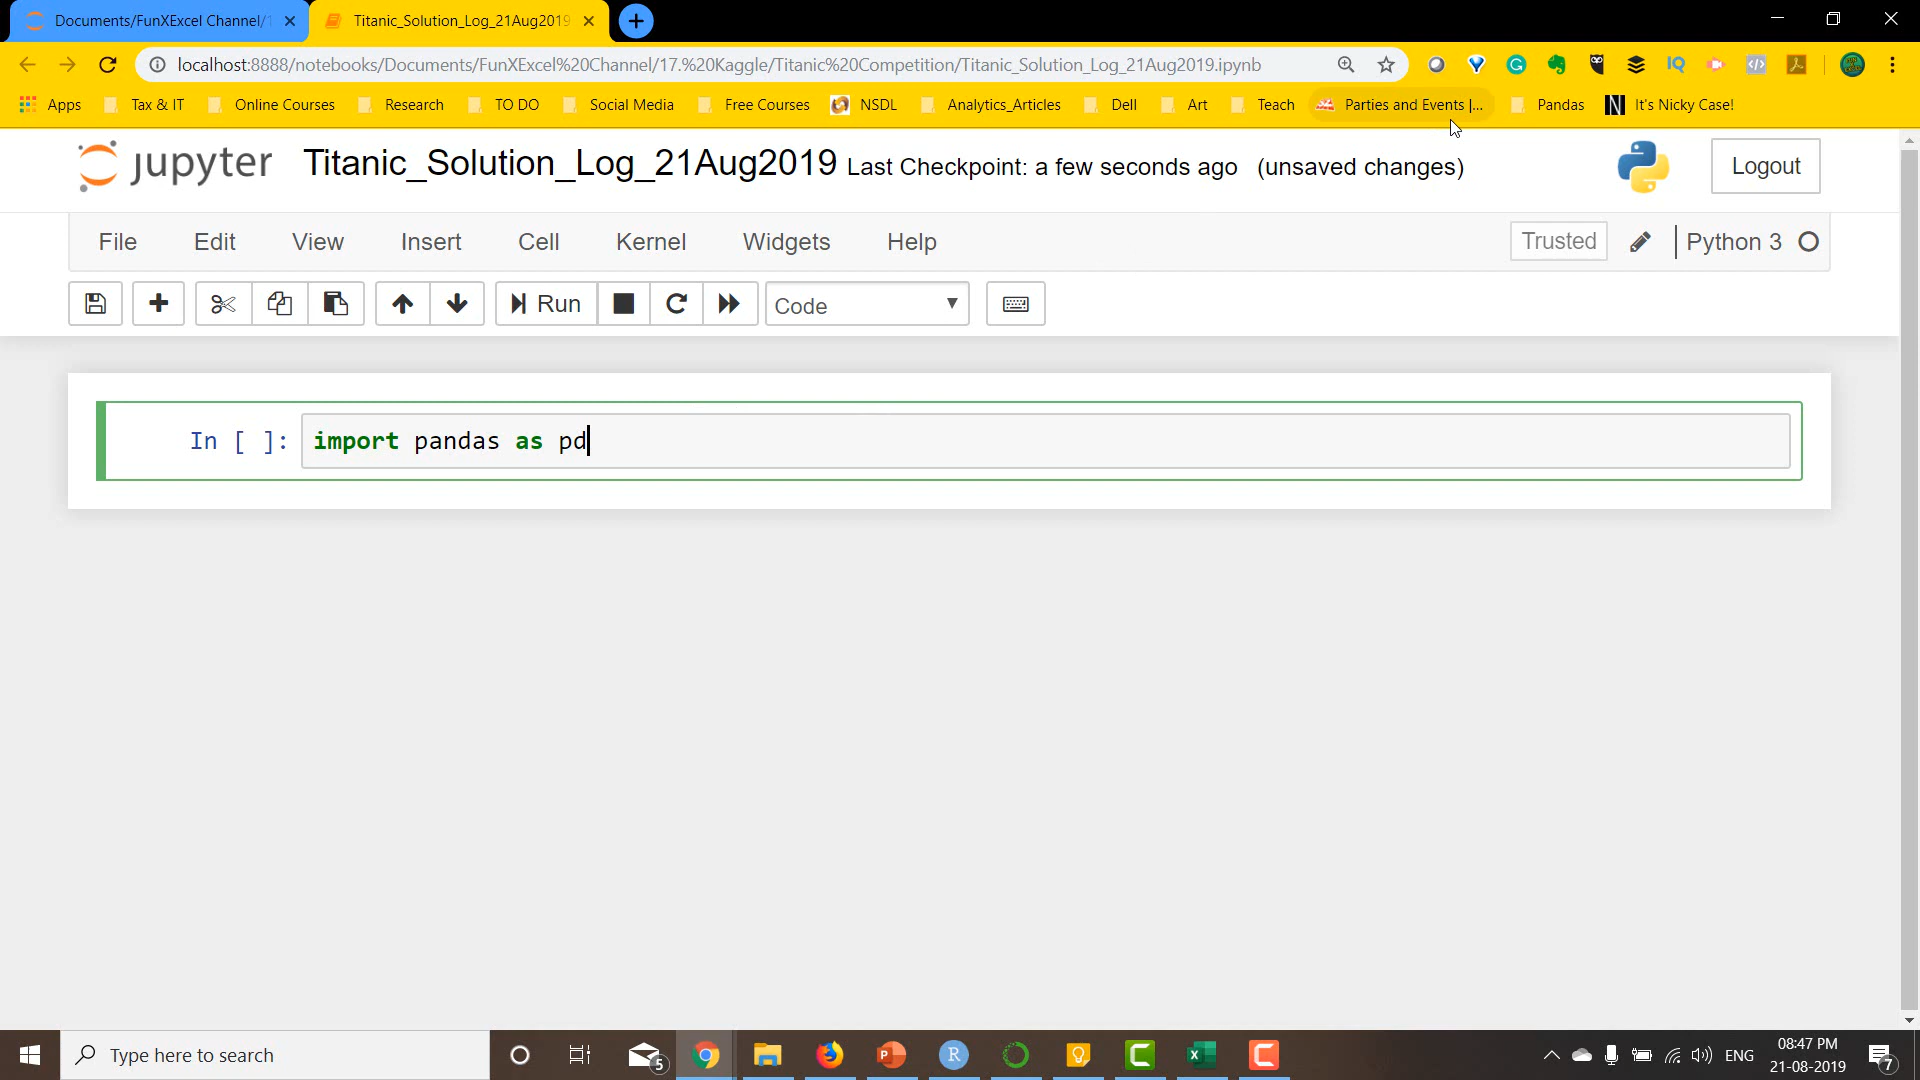 Documents/FunXExcel Channel/1
Titanic_Solution_Log_21Aug2019
localhost:8888/notebooks/Documents/FunXExcel%20Channel/17.%20Kaggle/Titanic%20Competition/Titanic_Solution_Log_21Aug2019.ipynb
Apps Tax & IT Online Courses Research TO DO Social Media Free Courses NSDL Analytics_Articles Dell Art Teach Parties and Events |... Pandas It's Nicky Case!
jupyter Titanic_Solution_Log_21Aug2019 Last Checkpoint: a few seconds ago (unsaved changes) Logout
File Edit View Insert Cell Kernel Widgets Help Trusted Python 3
Run Code
In [ ]: import pandas as pd
Type here to search 5 ENG 08:47 PM
21-08-2019 7